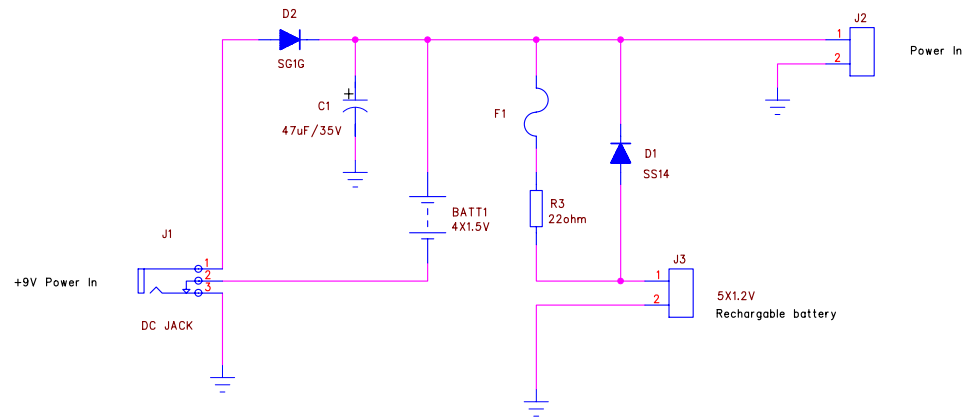 D2
J2
1
Power In
SG1G
2
+
C1
47uF/35V
F1
D1
SS14
BATT1
4X1.5V
R3
22ohm
J1
1
2
3
+9V Power In
DC JACK
J3
1
2
5X1.2V
Rechargable battery